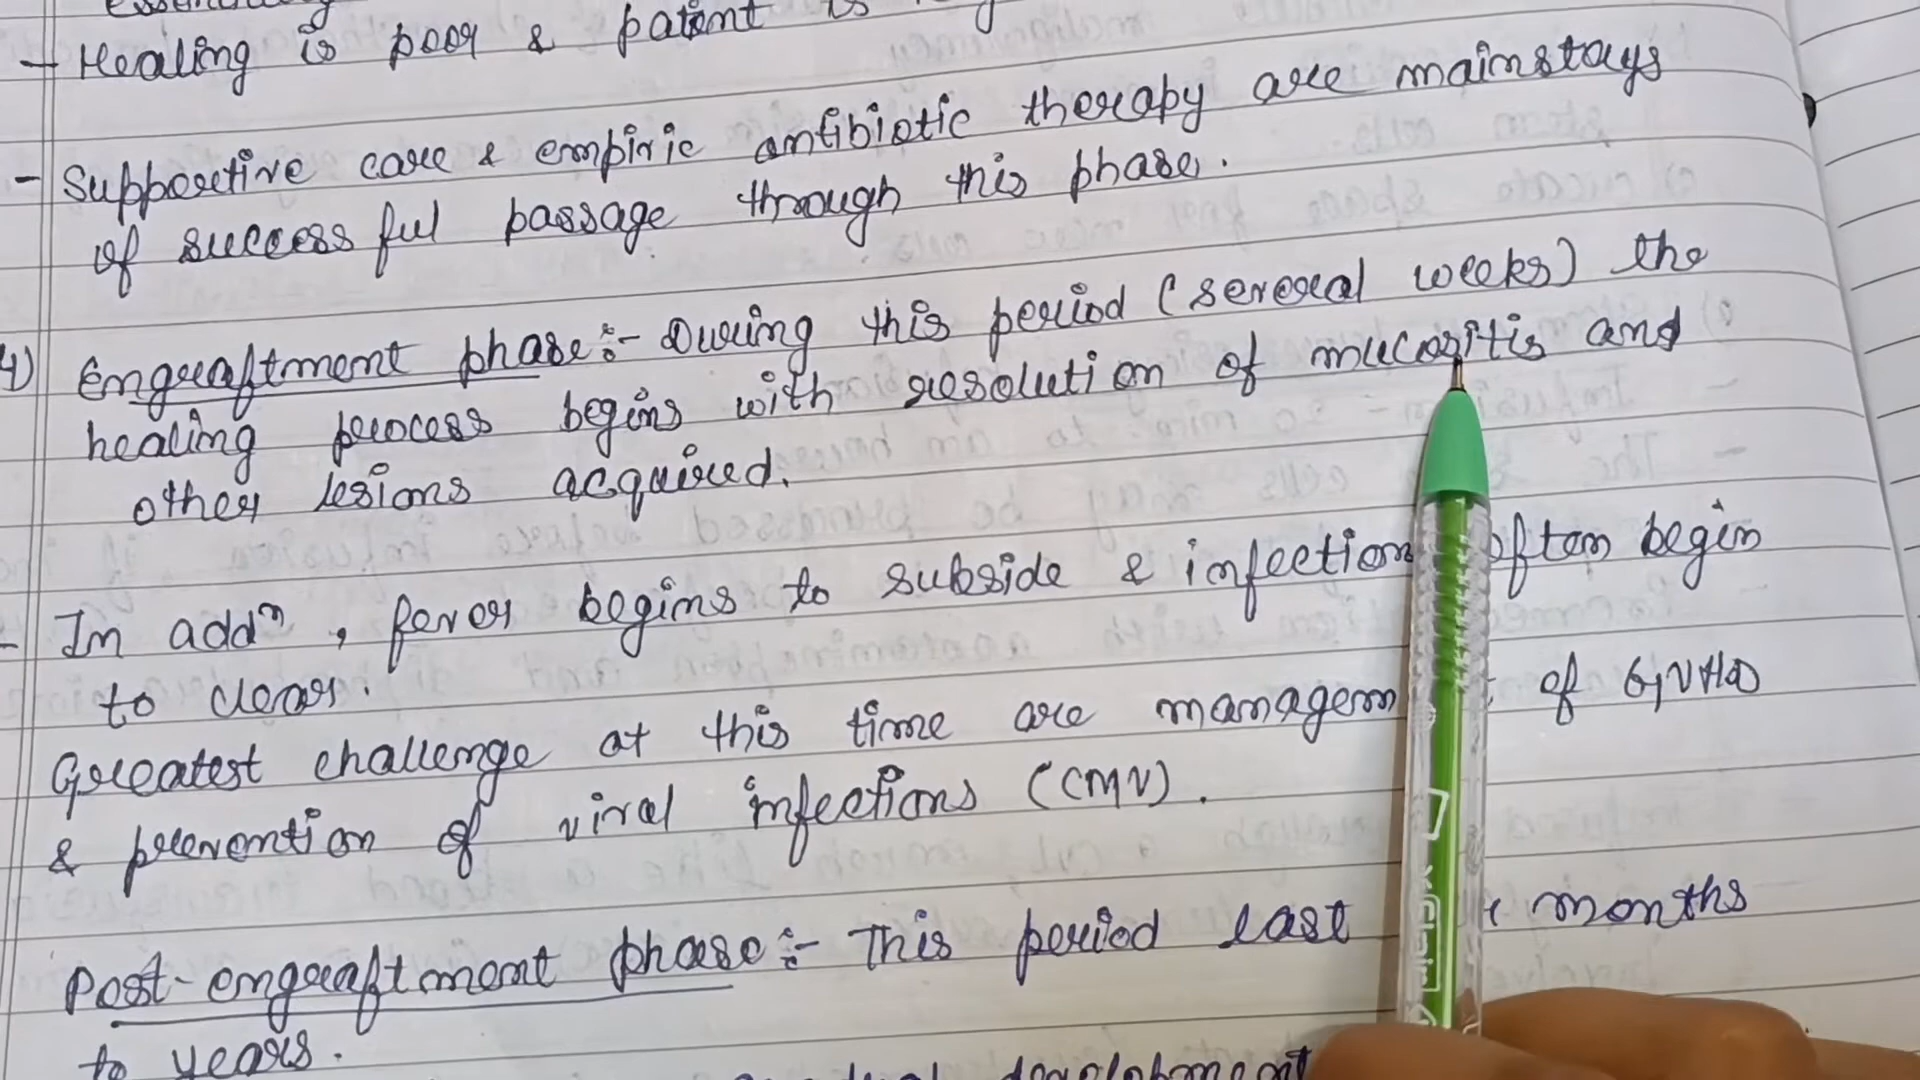 - Healing is poor & patient is
- Supportive care & empiric antibiotic therapy are mainstays
of successful passage through this phase.
4) Engraftment phase :- During this period (several weeks) the
healing process begins with resolution of mucositis and
other lesions acquired.
- In addⁿ, fever begins to subside & infection often begin
to clear.
Greatest challenge at this time are managem of GVHD
& prevention of viral infections (CMV).
Post-engraftment phase :- This period last months
to years.
development